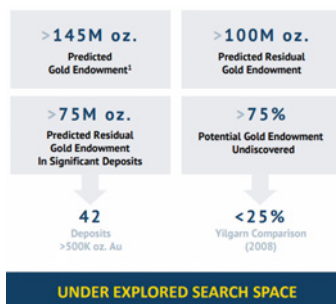 >145M oz.
Predicted
Gold Endowment¹
>100M oz.
Predicted Residual
Gold Endowment
>75M oz.
Predicted Residual
Gold Endowment
In Significant Deposits
>75%
Potential Gold Endowment
Undiscovered
42
Deposits
>500K oz. Au
<25%
Yilgarn Comparison
(2008)
UNDER EXPLORED SEARCH SPACE